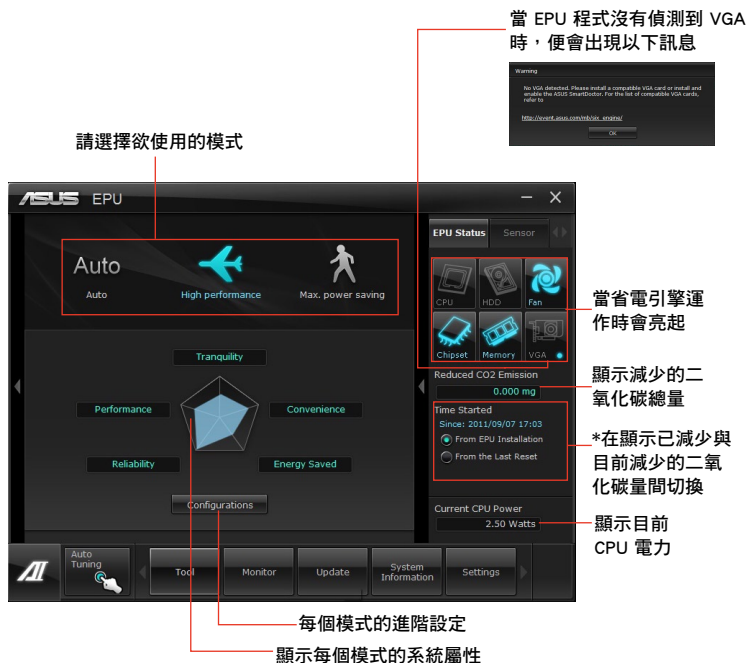 當 EPU 程式沒有偵測到 VGA
時，便會出現以下訊息
Warning
No VGA detected. Please install a compatible VGA card or install and
enable the ASUS SmartDoctor. For the list of compatible VGA cards,
refer to
http://event.asus.com/mb/six_engine/
OK
請選擇欲使用的模式
ASUS EPU
EPU Status
Sensor
Auto
Auto
High performance
Max. power saving
CPU
HDD
Fan
Chipset
Memory
VGA
當省電引擎運
作時會亮起
Tranquility
Performance
Convenience
Reliability
Energy Saved
Configurations
Reduced CO2 Emission
0.000 mg
顯示減少的二
氧化碳總量
Time Started
Since: 2011/09/07 17:03
From EPU Installation
From the Last Reset
*在顯示已減少與
目前減少的二氧
化碳量間切換
Current CPU Power
2.50 Watts
顯示目前
CPU 電力
AI
Auto
Tuning
Tool
Monitor
Update
System
Information
Settings
每個模式的進階設定
顯示每個模式的系統屬性